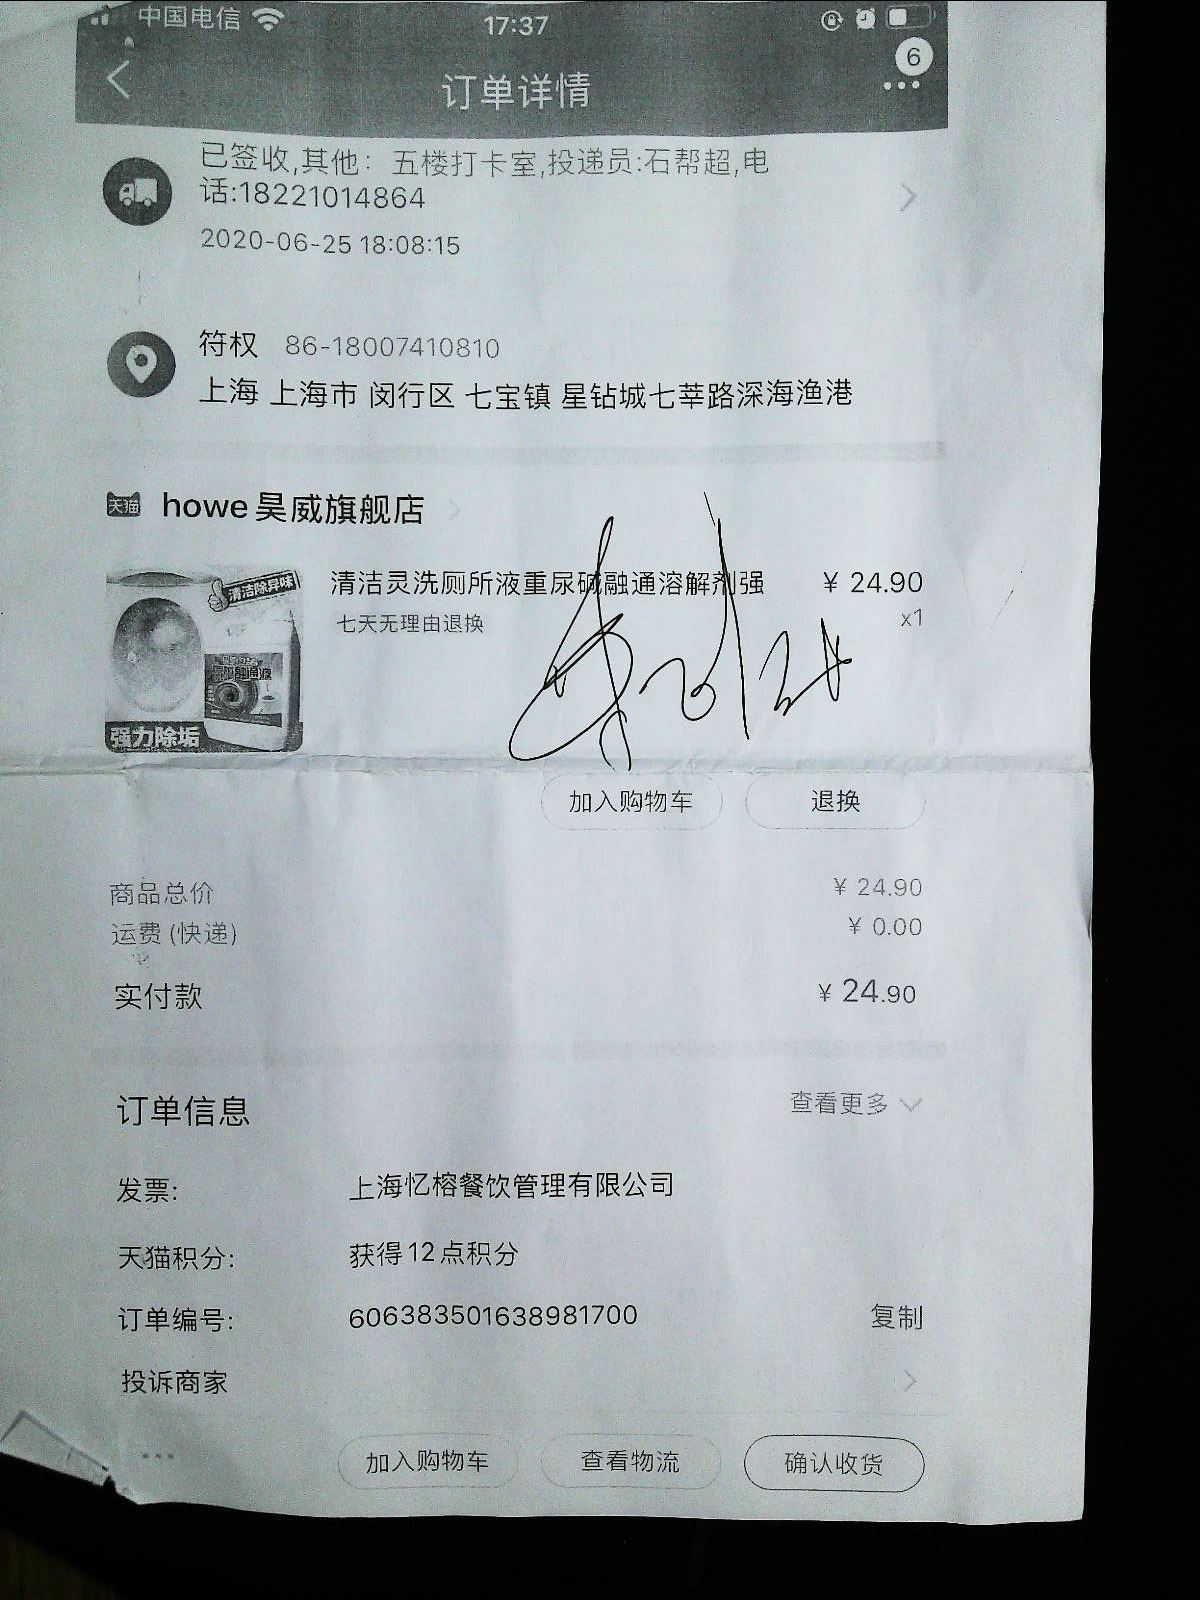 中国电信
17:37
6
订单详情
已签收,其他：五楼打卡室,投递员:石帮超,电
话:18221014864
2020-06-25 18:08:15
符权 86-18007410810
上海 上海市 闵行区 七宝镇 星钻城七莘路深海渔港
天猫 howe昊威旗舰店
清洁灵洗厕所液重尿碱融通溶解剂强 ¥ 24.90
七天无理由退换 x1
清洁除异味
强力除垢
加入购物车 退换
商品总价 ¥ 24.90
运费 (快递) ¥ 0.00
实付款 ¥ 24.90
订单信息 查看更多
发票: 上海忆榕餐饮管理有限公司
天猫积分: 获得12点积分
订单编号: 606383501638981700 复制
投诉商家
加入购物车 查看物流 确认收货